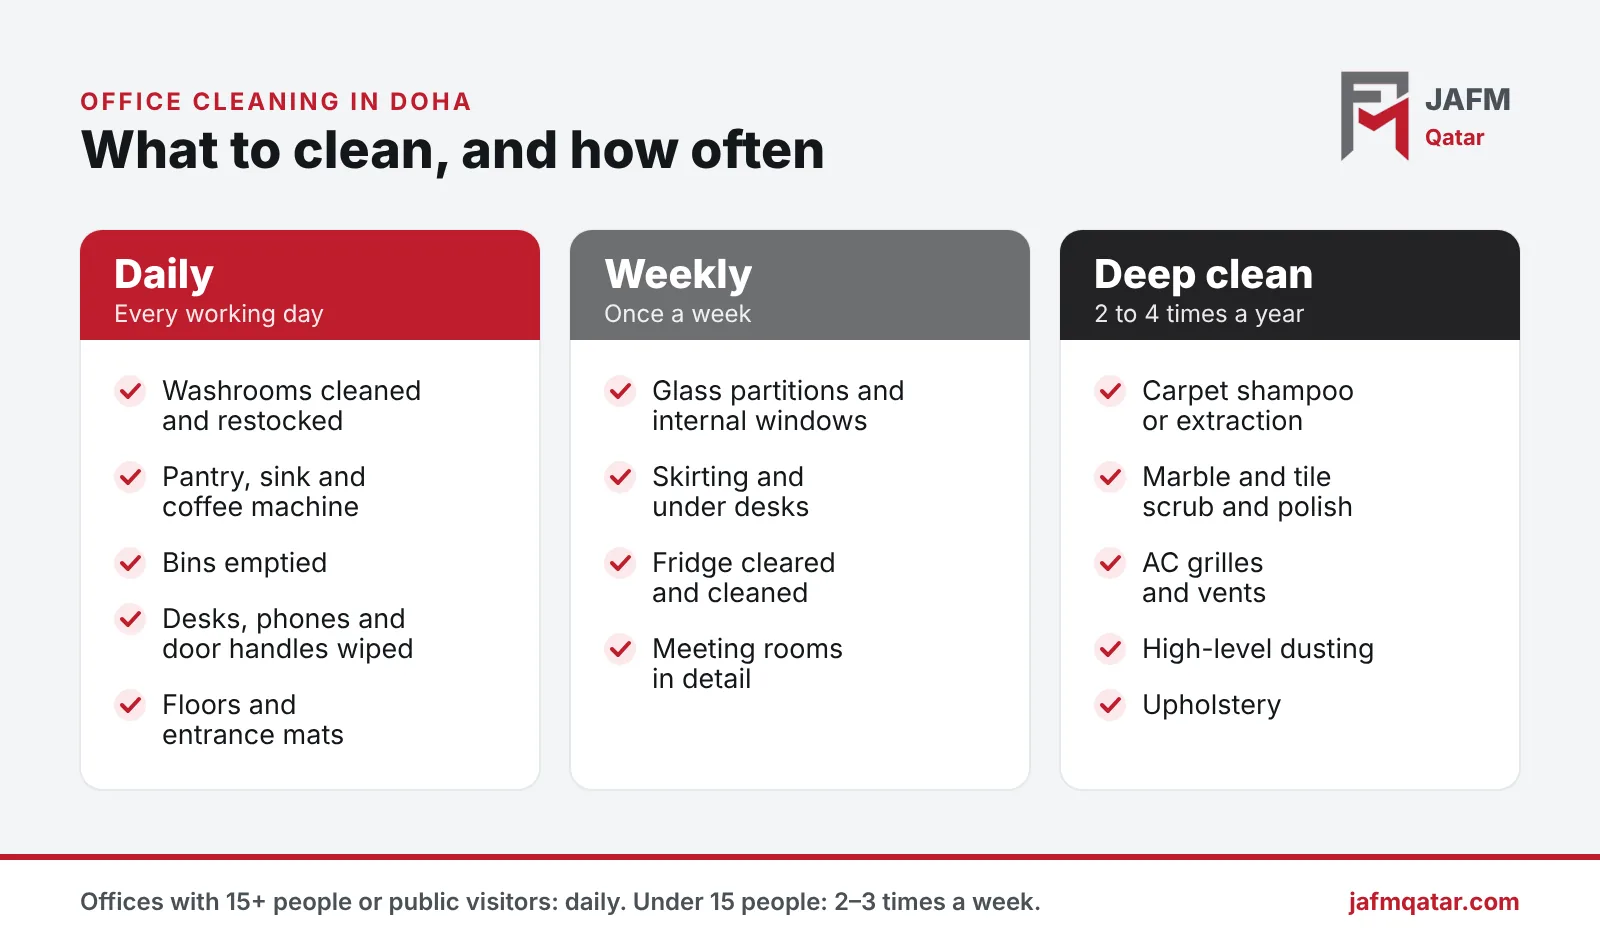 OFFICE CLEANING IN DOHA
What to clean, and how often
JAFM
Qatar
Daily
Every working day
Washrooms cleaned
and restocked
Pantry, sink and
coffee machine
Bins emptied
Desks, phones and
door handles wiped
Floors and
entrance mats
Weekly
Once a week
Glass partitions and
internal windows
Skirting and
under desks
Fridge cleared
and cleaned
Meeting rooms
in detail
Deep clean
2 to 4 times a year
Carpet shampoo
or extraction
Marble and tile
scrub and polish
AC grilles
and vents
High-level dusting
Upholstery
Offices with 15+ people or public visitors: daily. Under 15 people: 2–3 times a week.
jafmqatar.com